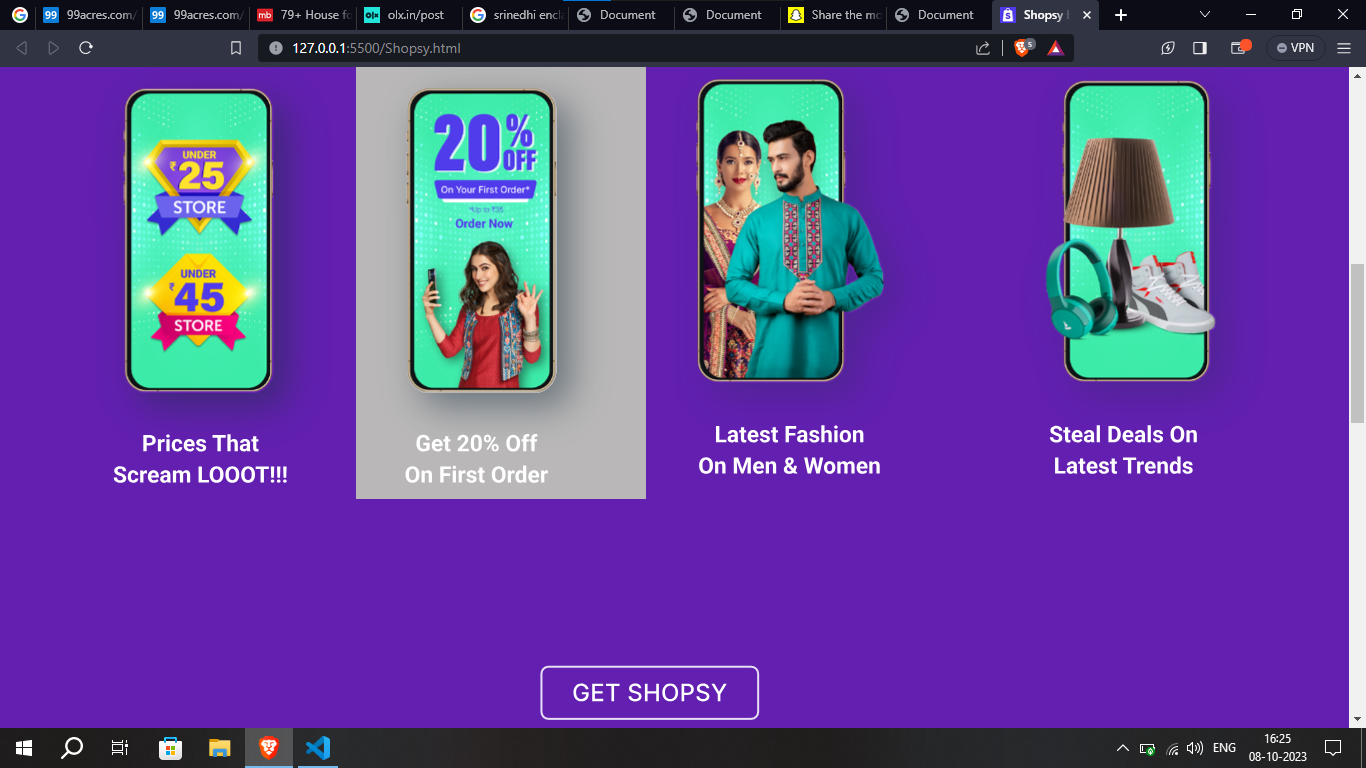 99acres.com/
99acres.com/
79+ House fo
olx.in/post
srinedhi encl
Document
Document
Share the mo
Document
Shopsy
127.0.0.1:5500/Shopsy.html
5
VPN
UNDER
₹25
STORE
UNDER
₹45
STORE
Prices That
Scream LOOOT!!!
20%
OFF
On Your First Order*
Order Now
Get 20% Off
On First Order
Latest Fashion
On Men & Women
Steal Deals On
Latest Trends
GET SHOPSY
ENG
16:25
08-10-2023